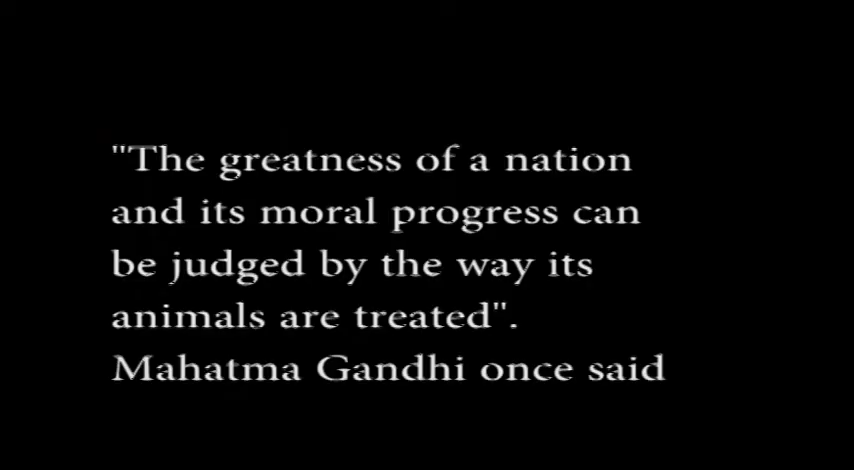 "The greatness of a nation
and its moral progress can
be judged by the way its
animals are treated".
Mahatma Gandhi once said